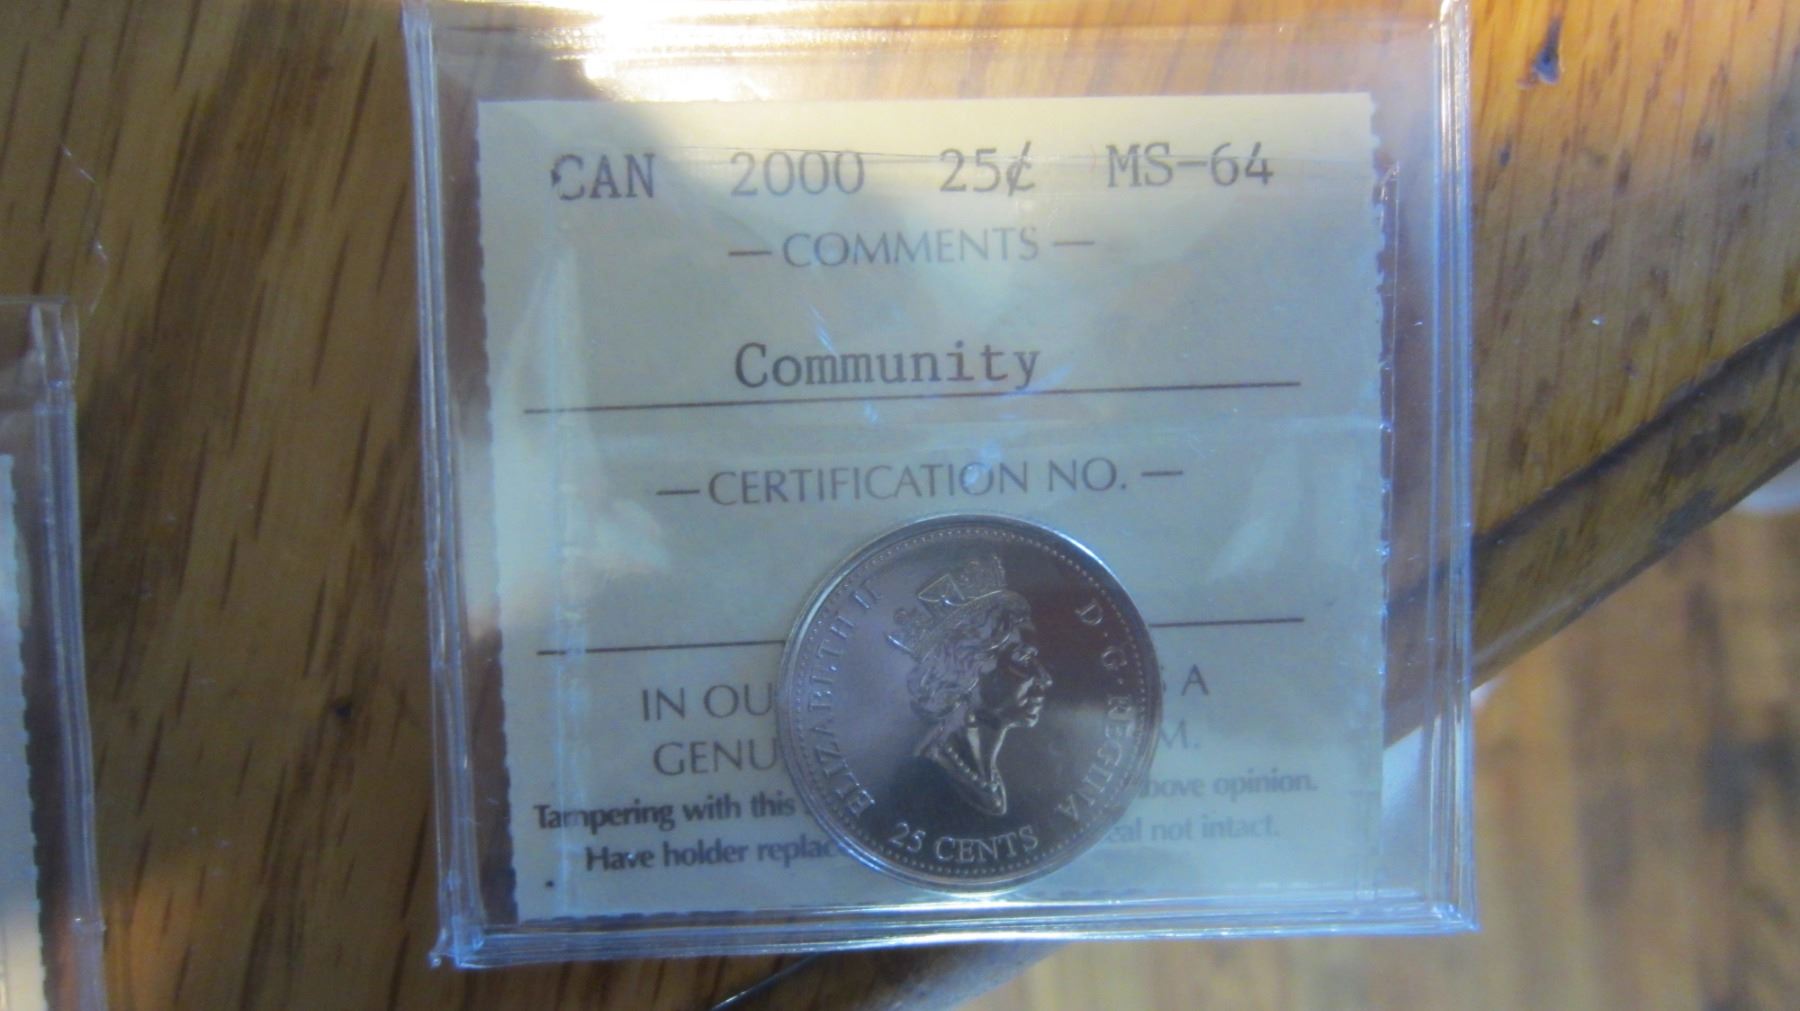 CAN 2000 25¢ MS-64
— COMMENTS —
Community
— CERTIFICATION NO. —
IN OU A
GENU M.
Tampering with this bove opinion.
Have holder replac eal not intact.
ELIZABETH II D·G·REGINA
25 CENTS